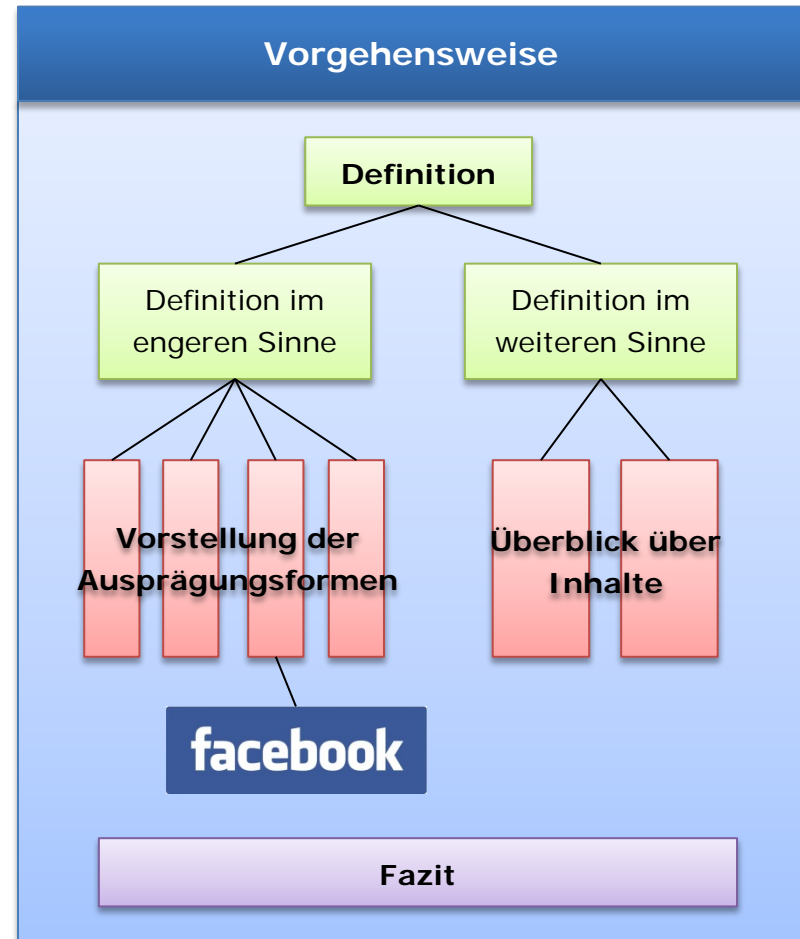 Vorgehensweise
Definition
Definition im
engeren Sinne
Definition im
weiteren Sinne
Vorstellung der
Ausprägungsformen
Überblick über
Inhalte
facebook
Fazit